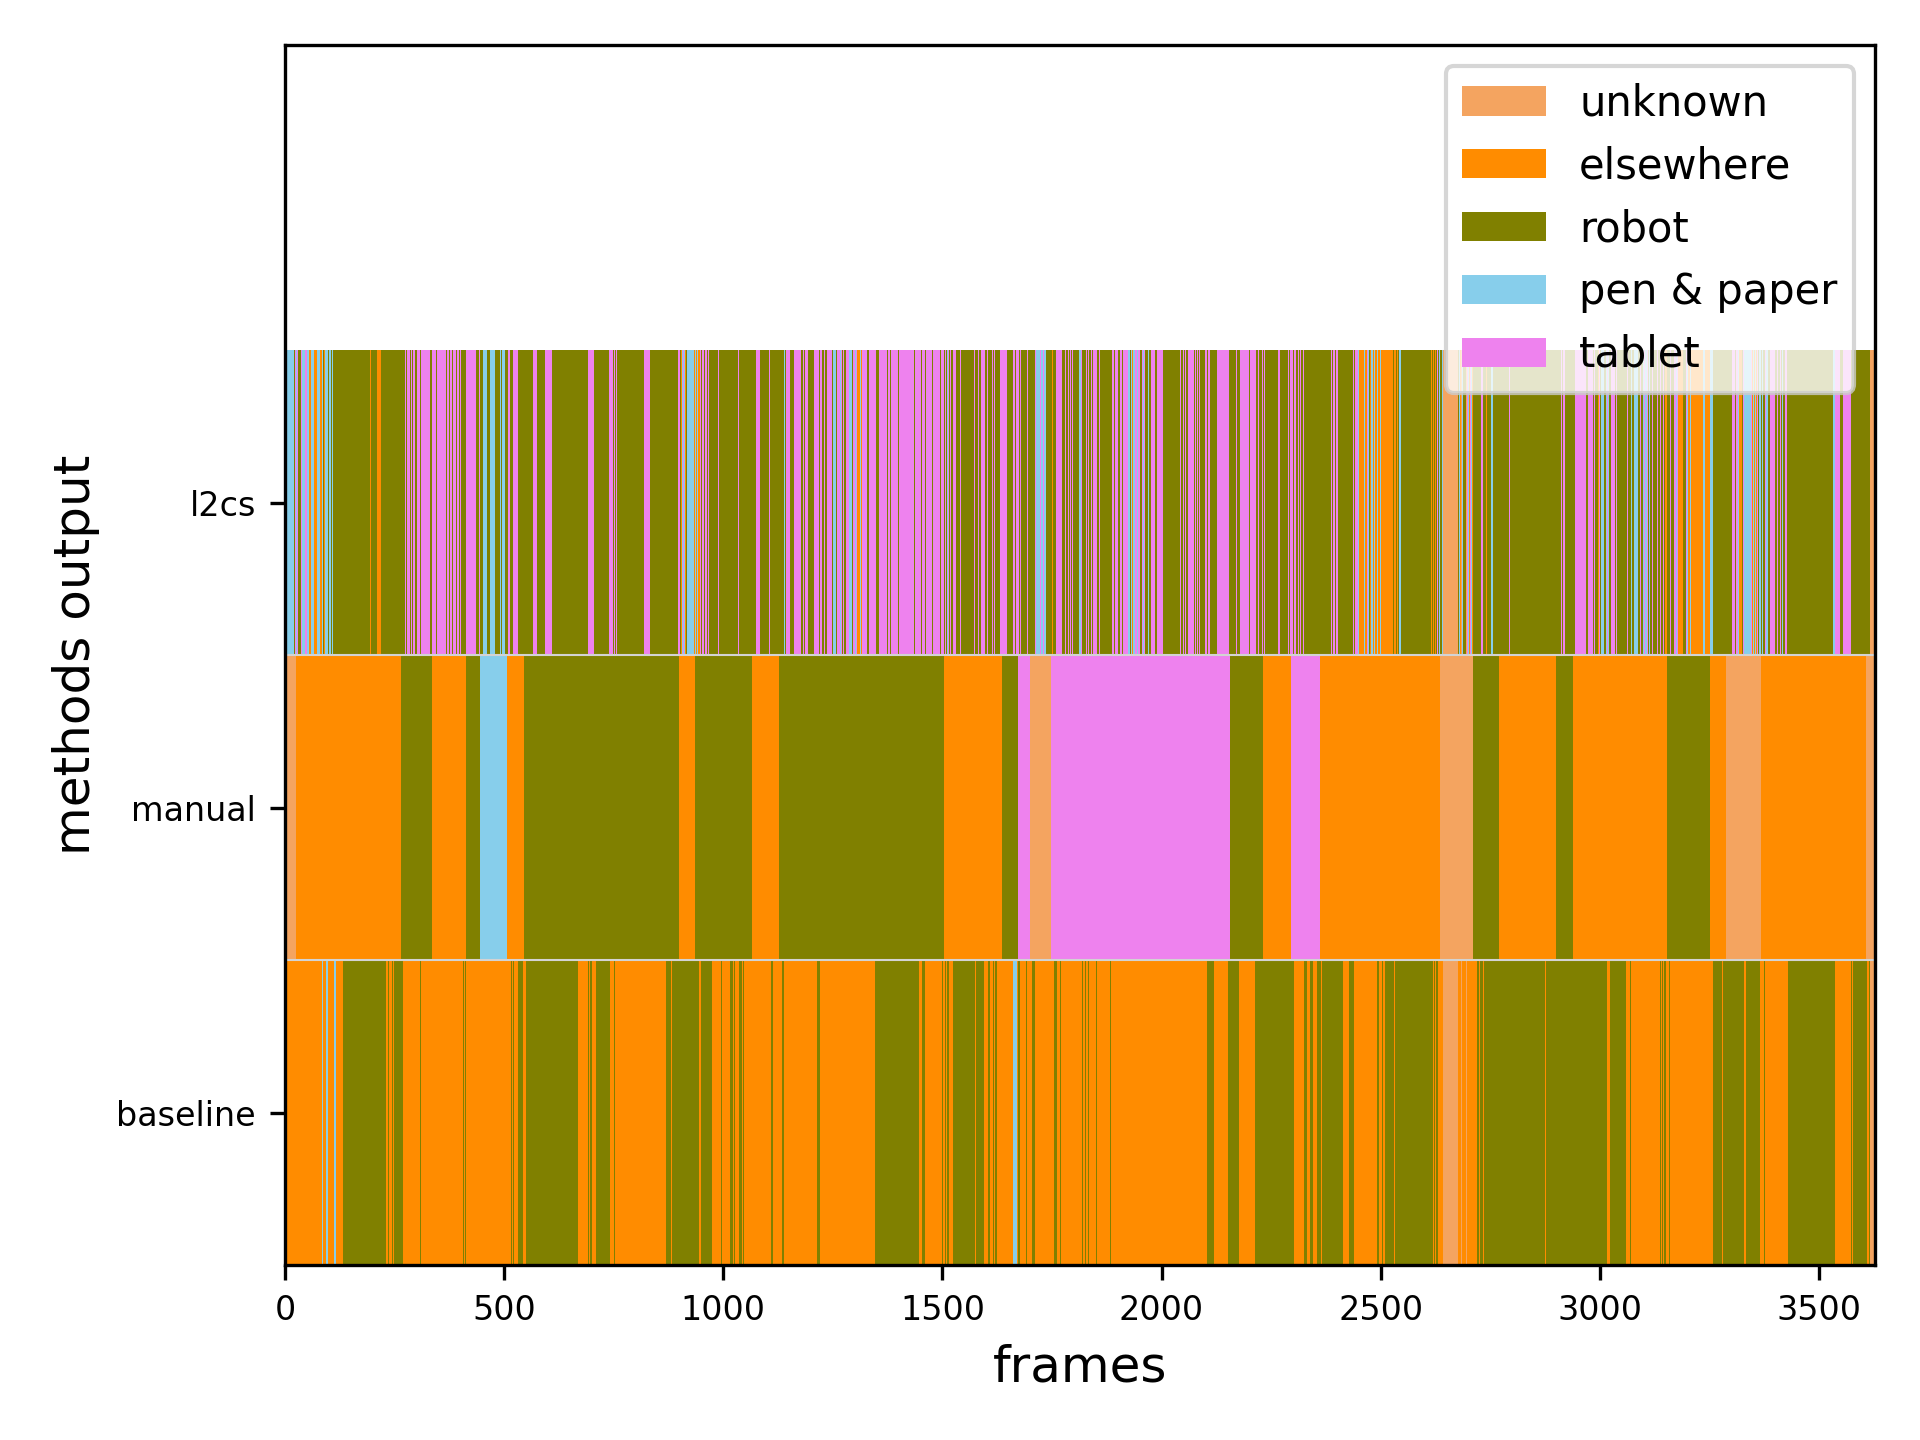 unknown
elsewhere
robot
pen & paper
tablet
methods output
l2cs
manual
baseline
0 500 1000 1500 2000 2500 3000 3500
frames